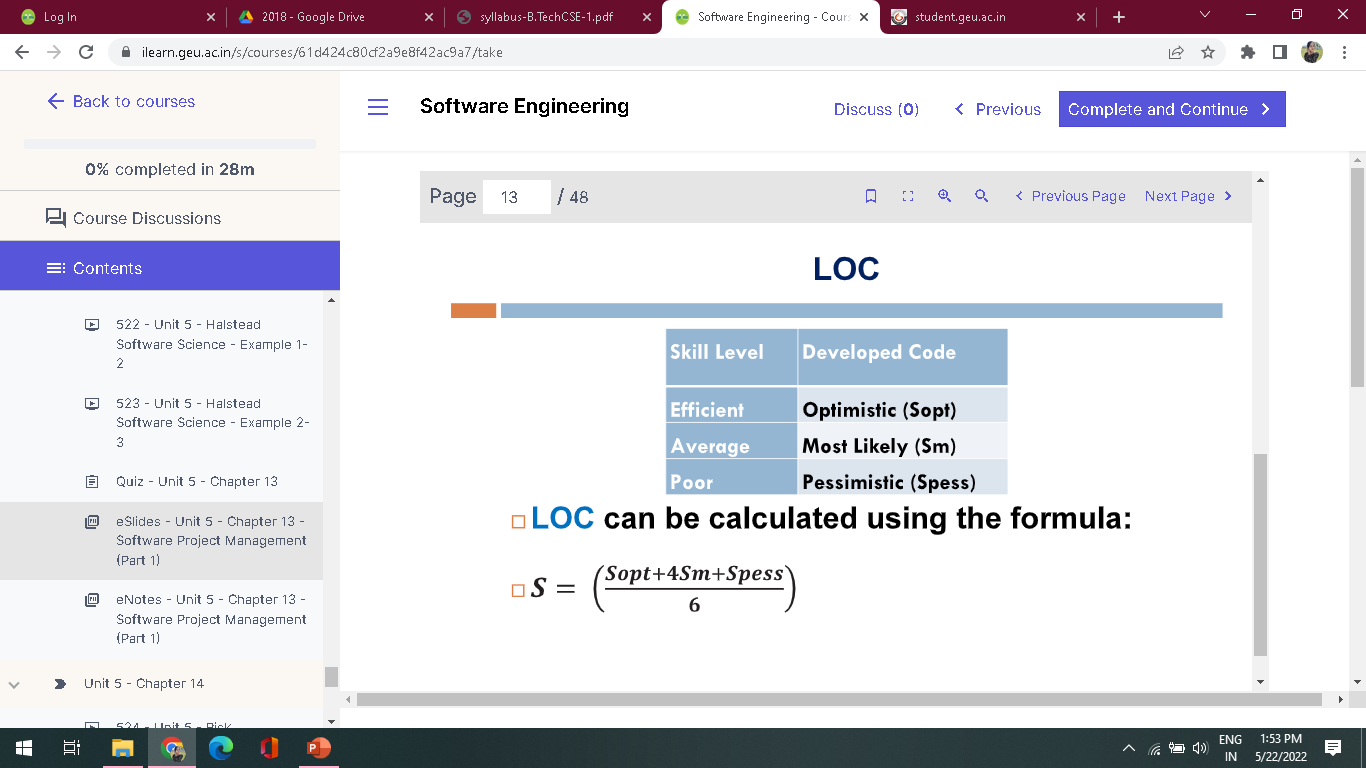 Log In
2018 - Google Drive
syllabus-B.TechCSE-1.pdf
Software Engineering - Cour
student.geu.ac.in
ilearn.geu.ac.in/s/courses/61d424c80cf2a9e8f42ac9a7/take
Back to courses
0% completed in 28m
Course Discussions
Contents
522 - Unit 5 - Halstead
Software Science - Example 1-
2
523 - Unit 5 - Halstead
Software Science - Example 2-
3
Quiz - Unit 5 - Chapter 13
eSlides - Unit 5 - Chapter 13 -
Software Project Management
(Part 1)
eNotes - Unit 5 - Chapter 13 -
Software Project Management
(Part 1)
Unit 5 - Chapter 14
524 - Unit 5 - Risk
Software Engineering
Discuss (0)
Previous
Complete and Continue
Page 13 / 48
Previous Page
Next Page
LOC
Skill Level Developed Code
Efficient Optimistic (Sopt)
Average Most Likely (Sm)
Poor Pessimistic (Spess)
LOC can be calculated using the formula:
S = (Sopt+4Sm+Spess / 6)
ENG
IN
1:53 PM
5/22/2022